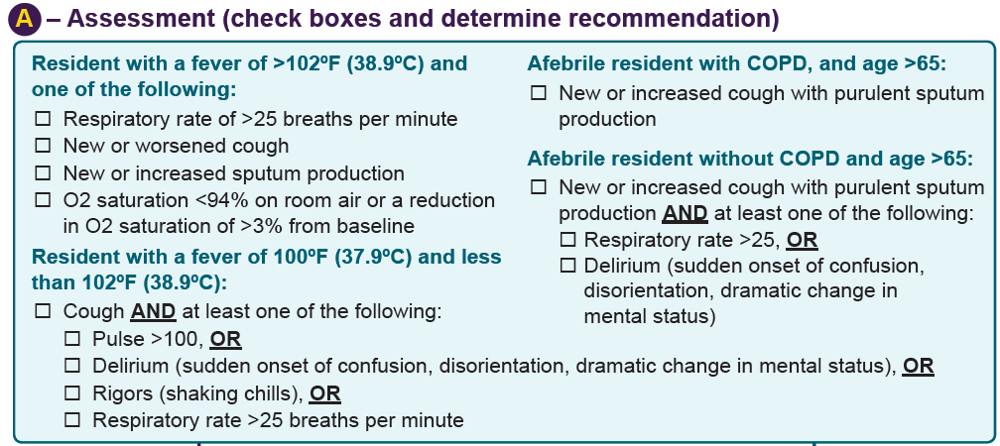 A – Assessment (check boxes and determine recommendation)
Resident with a fever of >102ºF (38.9ºC) and
one of the following:
☐ Respiratory rate of >25 breaths per minute
☐ New or worsened cough
☐ New or increased sputum production
☐ O2 saturation <94% on room air or a reduction
in O2 saturation of >3% from baseline
Resident with a fever of 100ºF (37.9ºC) and less
than 102ºF (38.9ºC):
☐ Cough AND at least one of the following:
☐ Pulse >100, OR
☐ Delirium (sudden onset of confusion, disorientation, dramatic change in mental status), OR
☐ Rigors (shaking chills), OR
☐ Respiratory rate >25 breaths per minute
Afebrile resident with COPD, and age >65:
☐ New or increased cough with purulent sputum
production
Afebrile resident without COPD and age >65:
☐ New or increased cough with purulent sputum
production AND at least one of the following:
☐ Respiratory rate >25, OR
☐ Delirium (sudden onset of confusion,
disorientation, dramatic change in
mental status)